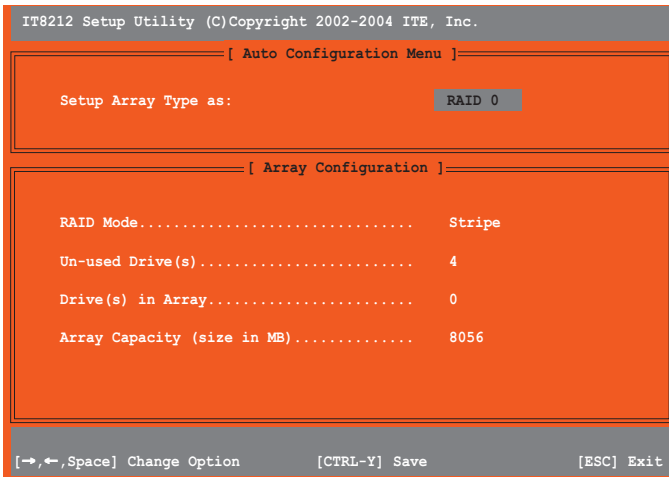 IT8212 Setup Utility (C)Copyright 2002-2004 ITE, Inc.
[ Auto Configuration Menu ]
Setup Array Type as: RAID 0
[ Array Configuration ]
RAID Mode................................ Stripe
Un-used Drive(s)......................... 4
Drive(s) in Array........................ 0
Array Capacity (size in MB).............. 8056
[→,←,Space] Change Option [CTRL-Y] Save [ESC] Exit